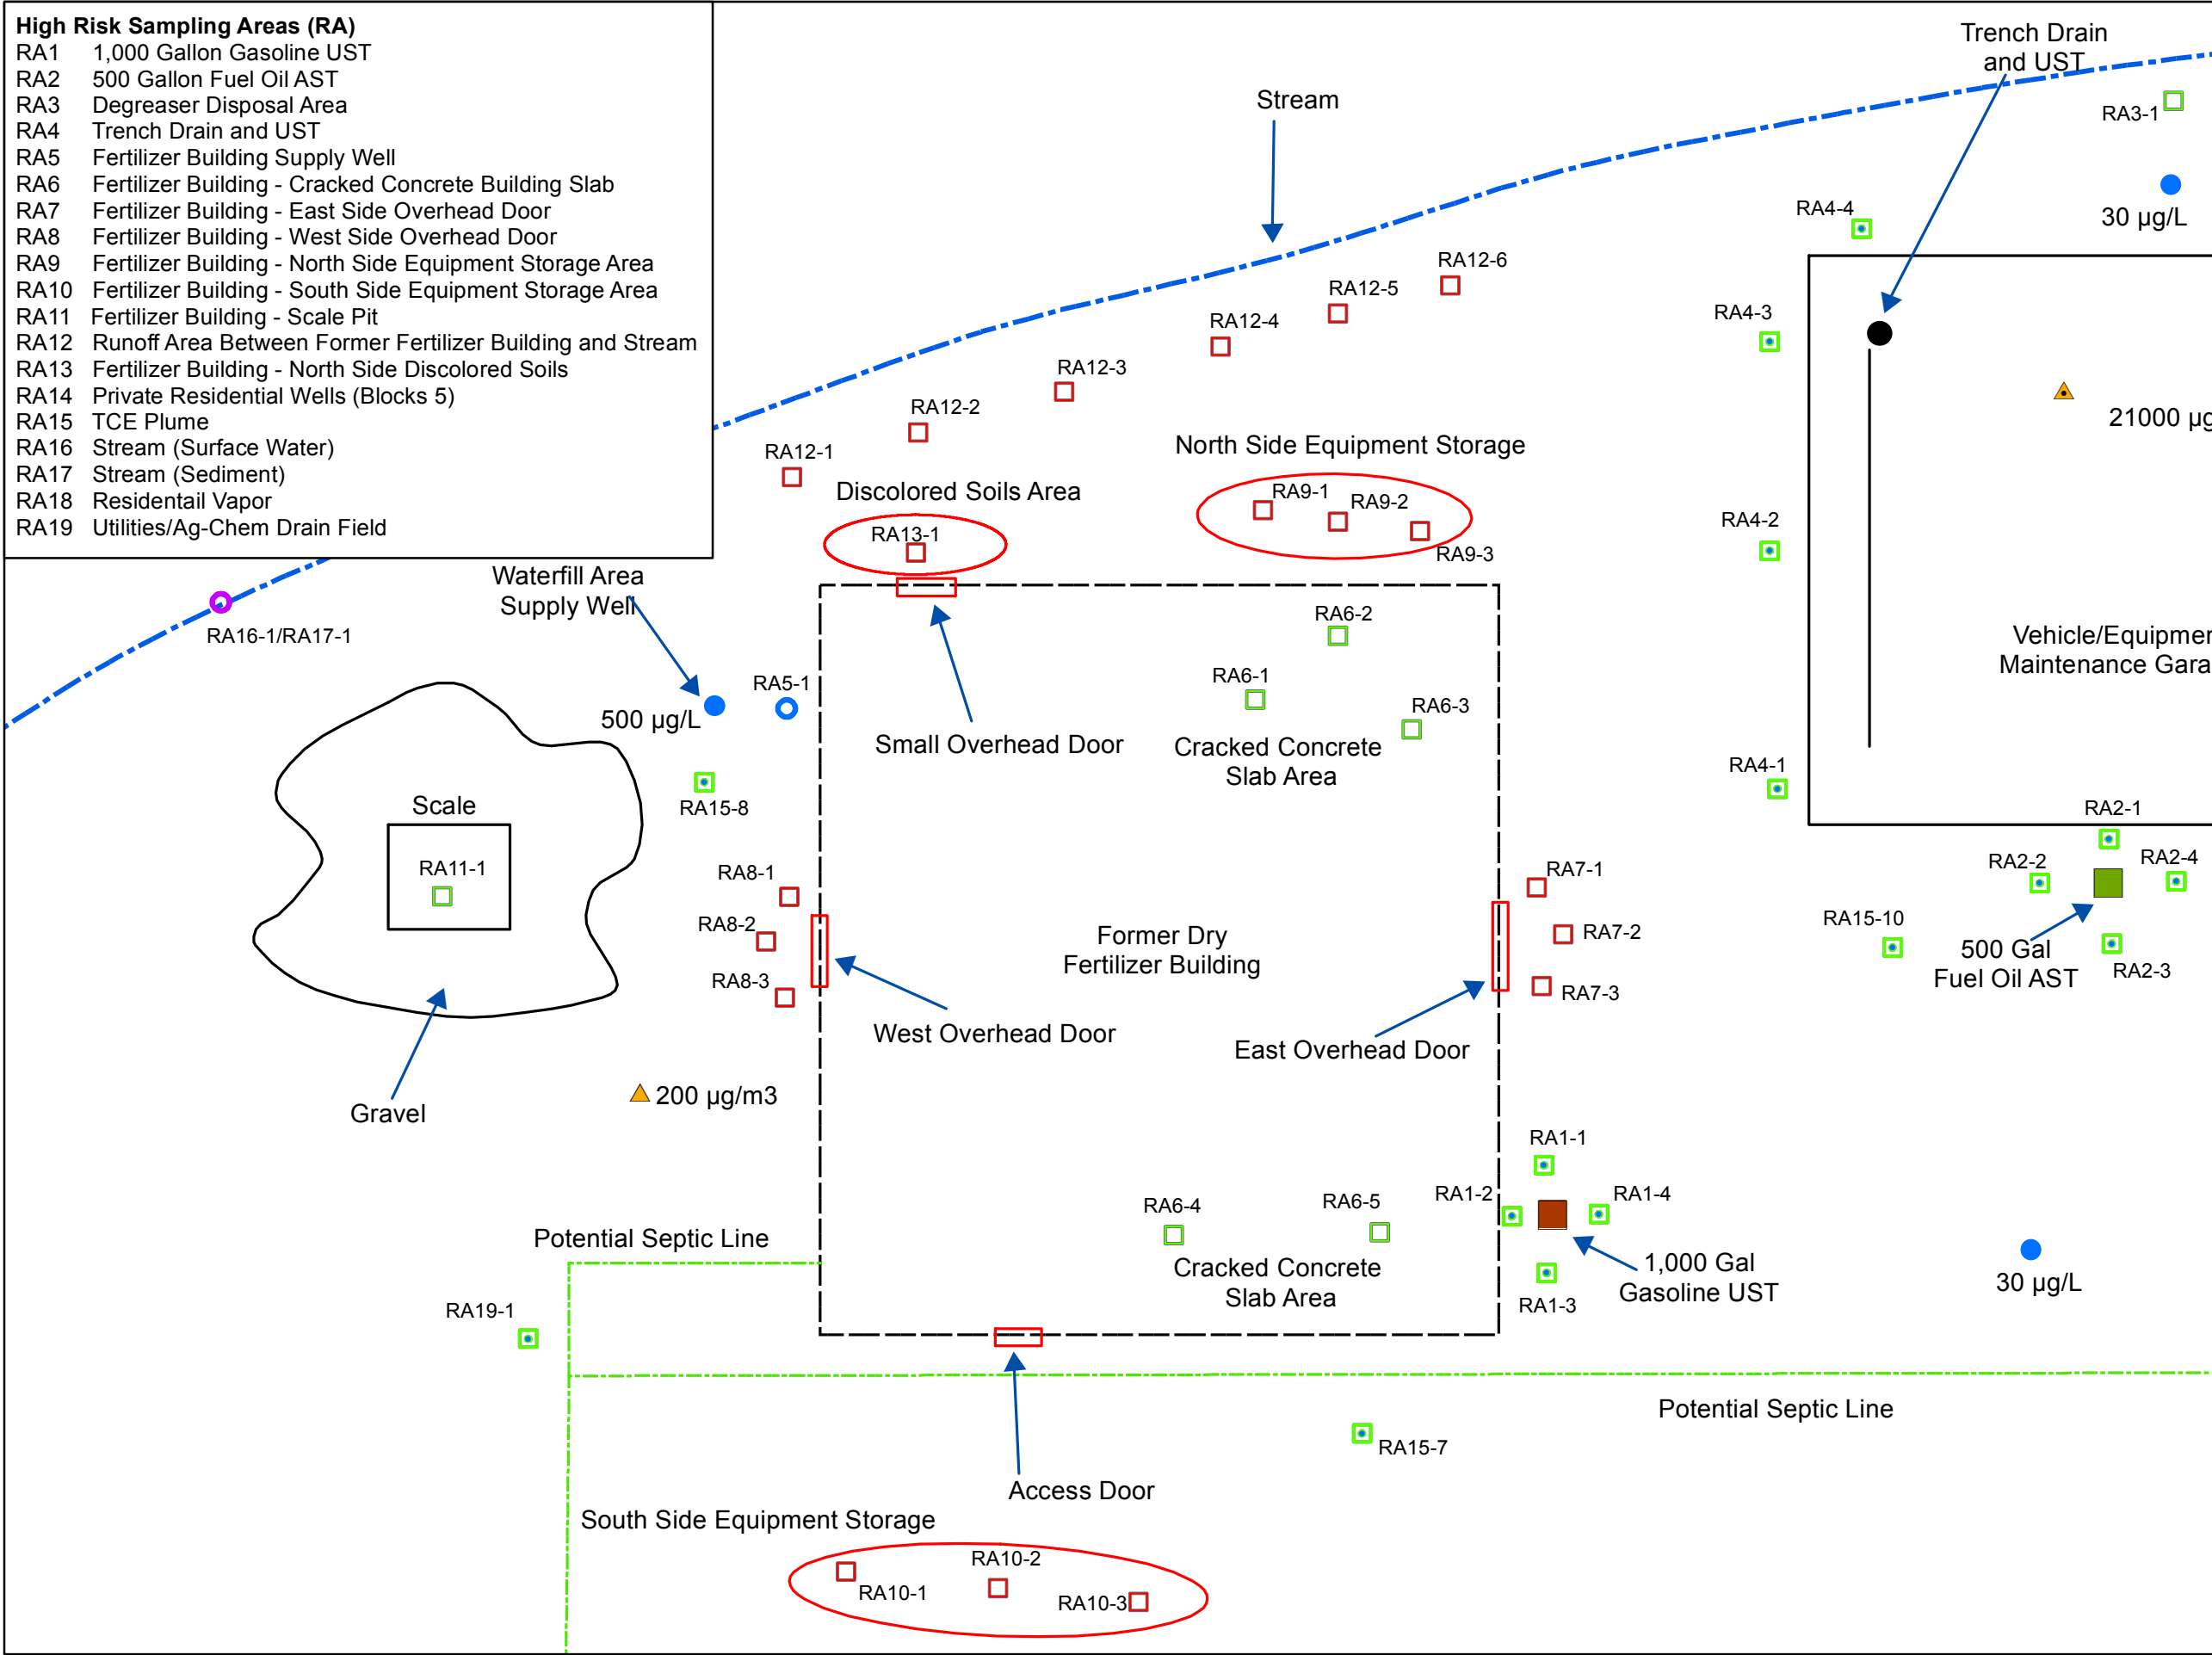 High Risk Sampling Areas (RA)
RA1 1,000 Gallon Gasoline UST
RA2 500 Gallon Fuel Oil AST
RA3 Degreaser Disposal Area
RA4 Trench Drain and UST
RA5 Fertilizer Building Supply Well
RA6 Fertilizer Building - Cracked Concrete Building Slab
RA7 Fertilizer Building - East Side Overhead Door
RA8 Fertilizer Building - West Side Overhead Door
RA9 Fertilizer Building - North Side Equipment Storage Area
RA10 Fertilizer Building - South Side Equipment Storage Area
RA11 Fertilizer Building - Scale Pit
RA12 Runoff Area Between Former Fertilizer Building and Stream
RA13 Fertilizer Building - North Side Discolored Soils
RA14 Private Residential Wells (Blocks 5)
RA15 TCE Plume
RA16 Stream (Surface Water)
RA17 Stream (Sediment)
RA18 Residentail Vapor
RA19 Utilities/Ag-Chem Drain Field
Trench Drain
and UST
Stream
RA3-1
30 µg/L
RA4-4
RA12-6
RA12-5
RA12-4
RA4-3
RA12-3
RA12-2
21000 µg
RA12-1
North Side Equipment Storage
Discolored Soils Area
RA9-1
RA9-2
RA9-3
RA13-1
RA4-2
Waterfill Area
Supply Well
RA16-1/RA17-1
RA6-2
Vehicle/Equipmen
Maintenance Gara
RA6-1
RA5-1
500 µg/L
RA6-3
Small Overhead Door
Cracked Concrete
Slab Area
RA4-1
Scale
RA15-8
RA2-1
RA2-2
RA2-4
RA11-1
RA8-1
RA7-1
RA8-2
RA7-2
RA15-10
Former Dry
Fertilizer Building
500 Gal
Fuel Oil AST
RA2-3
RA8-3
RA7-3
West Overhead Door
East Overhead Door
200 µg/m3
Gravel
RA1-1
RA1-2
RA1-4
RA6-4
RA6-5
Potential Septic Line
Cracked Concrete
Slab Area
1,000 Gal
Gasoline UST
30 µg/L
RA1-3
RA19-1
Potential Septic Line
RA15-7
Access Door
South Side Equipment Storage
RA10-2
RA10-1
RA10-3